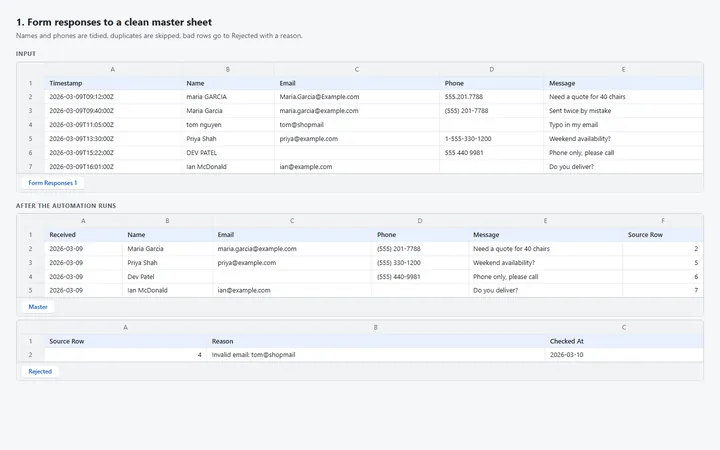 1. Form responses to a clean master sheet
Names and phones are tidied, duplicates are skipped, bad rows go to Rejected with a reason.
INPUT
A B C D E
1 Timestamp Name Email Phone Message
2 2026-03-09T09:12:00Z maria GARCIA Maria.Garcia@Example.com 555.201.7788 Need a quote for 40 chairs
3 2026-03-09T09:40:00Z Maria Garcia maria.garcia@example.com (555) 201-7788 Sent twice by mistake
4 2026-03-09T11:05:00Z tom nguyen tom@shopmail Typo in my email
5 2026-03-09T13:30:00Z Priya Shah priya@example.com 1-555-330-1200 Weekend availability?
6 2026-03-09T15:22:00Z DEV PATEL 555 440 9981 Phone only, please call
7 2026-03-09T16:01:00Z Ian McDonald ian@example.com Do you deliver?
Form Responses 1
AFTER THE AUTOMATION RUNS
A B C D E F
1 Received Name Email Phone Message Source Row
2 2026-03-09 Maria Garcia maria.garcia@example.com (555) 201-7788 Need a quote for 40 chairs 2
3 2026-03-09 Priya Shah priya@example.com (555) 330-1200 Weekend availability? 5
4 2026-03-09 Dev Patel (555) 440-9981 Phone only, please call 6
5 2026-03-09 Ian McDonald ian@example.com Do you deliver? 7
Master
A B C
1 Source Row Reason Checked At
2 4 Invalid email: tom@shopmail 2026-03-10
Rejected